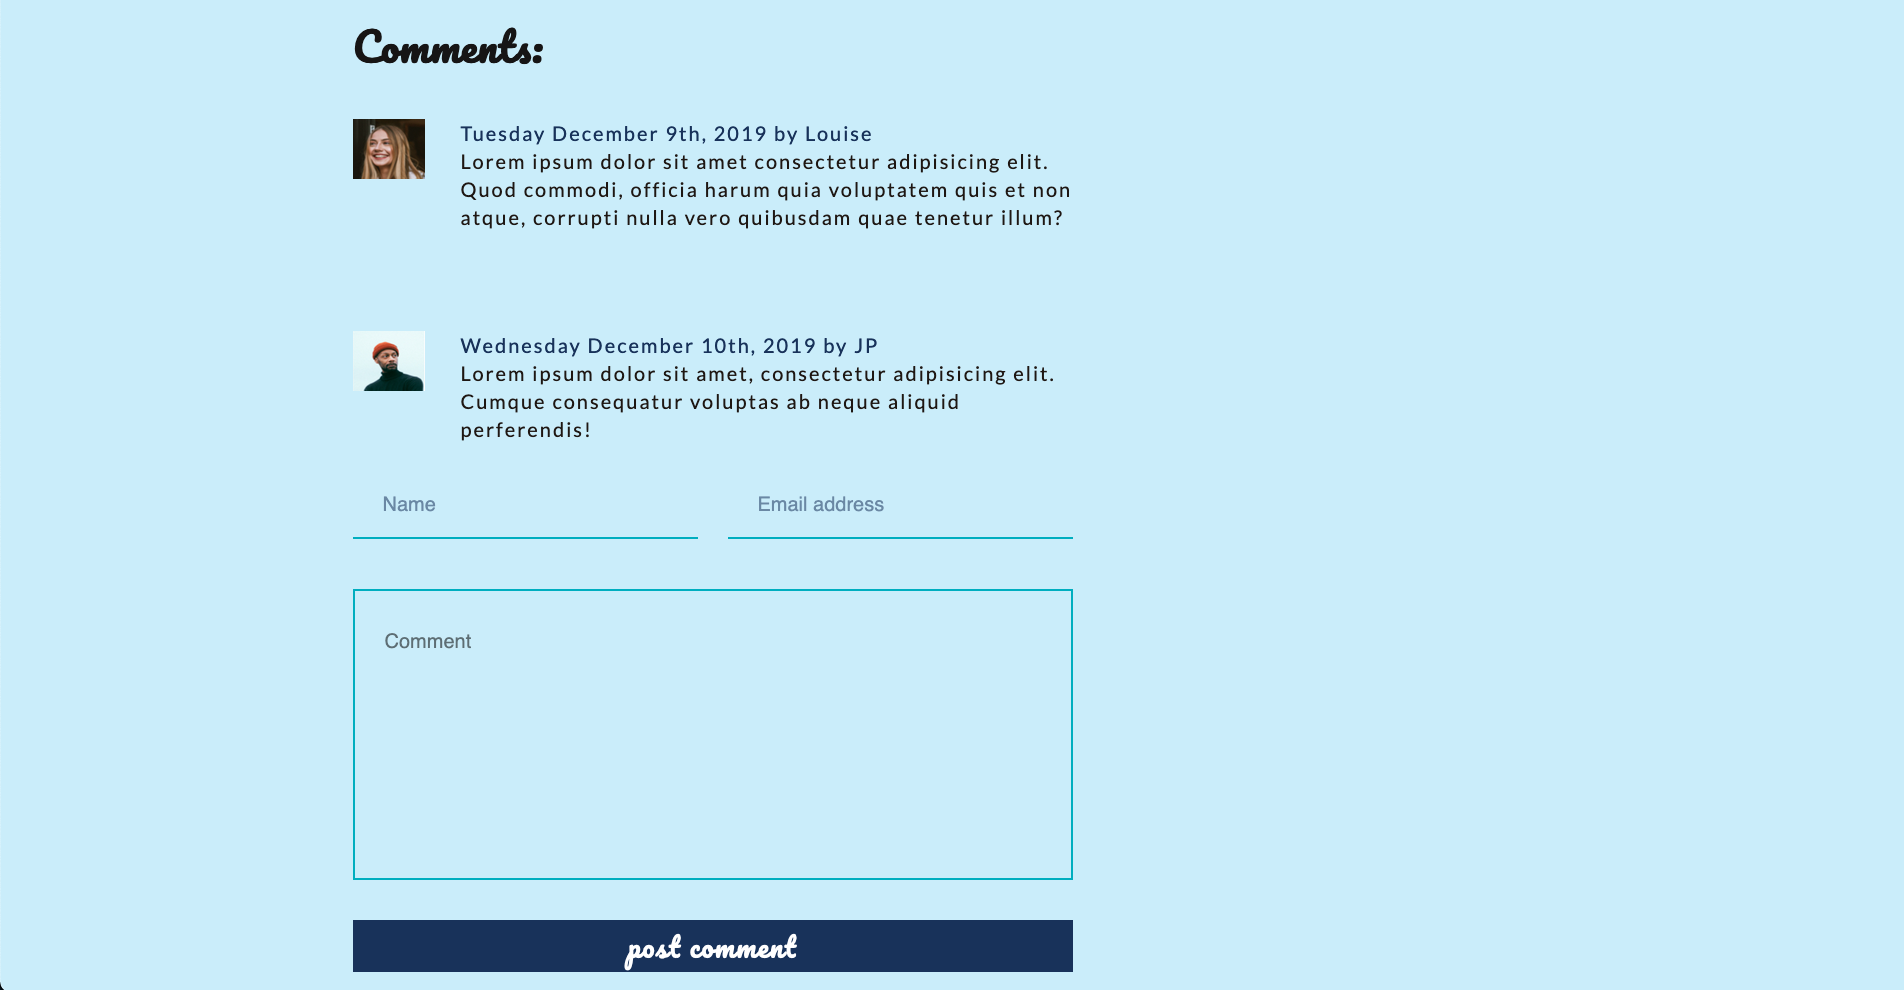 Comments:
Tuesday December 9th, 2019 by Louise
Lorem ipsum dolor sit amet consectetur adipisicing elit.
Quod commodi, officia harum quia voluptatem quis et non
atque, corrupti nulla vero quibusdam quae tenetur illum?
Wednesday December 10th, 2019 by JP
Lorem ipsum dolor sit amet, consectetur adipisicing elit.
Cumque consequatur voluptas ab neque aliquid
perferendis!
Name
Email address
Comment
post comment